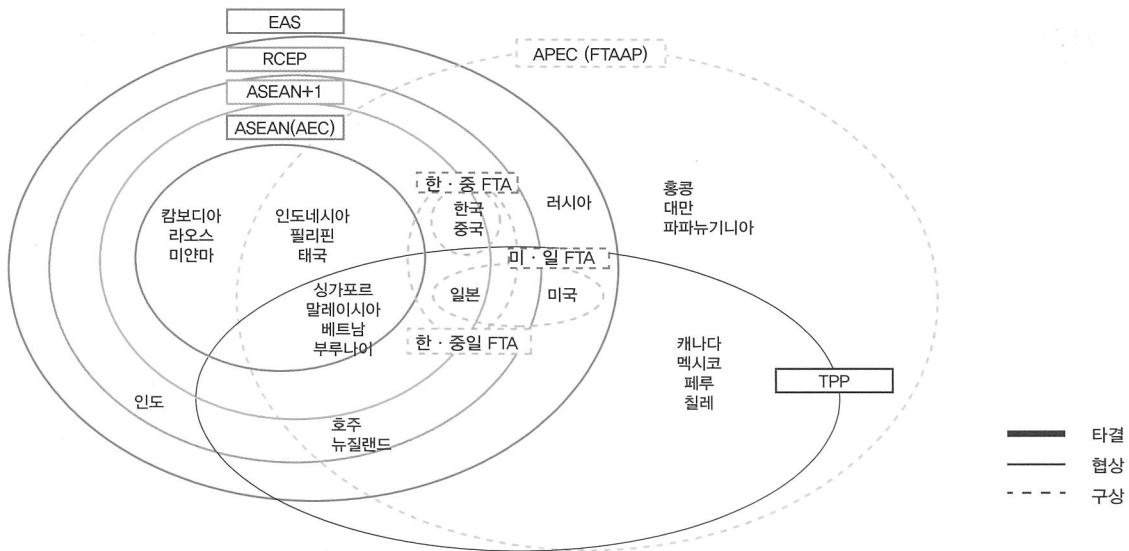 EAS
RCEP
APEC (FTAAP)
ASEAN+1
ASEAN(AEC)
한 · 중 FTA
한국
중국
러시아
홍콩
대만
파파뉴기니아
캄보디아
라오스
미얀마
인도네시아
필리핀
태국
미 · 일 FTA
싱가포르
말레이시아
베트남
부루나이
일본
미국
한 · 중일 FTA
캐나다
멕시코
페루
칠레
TPP
인도
호주
뉴질랜드
타결
협상
구상